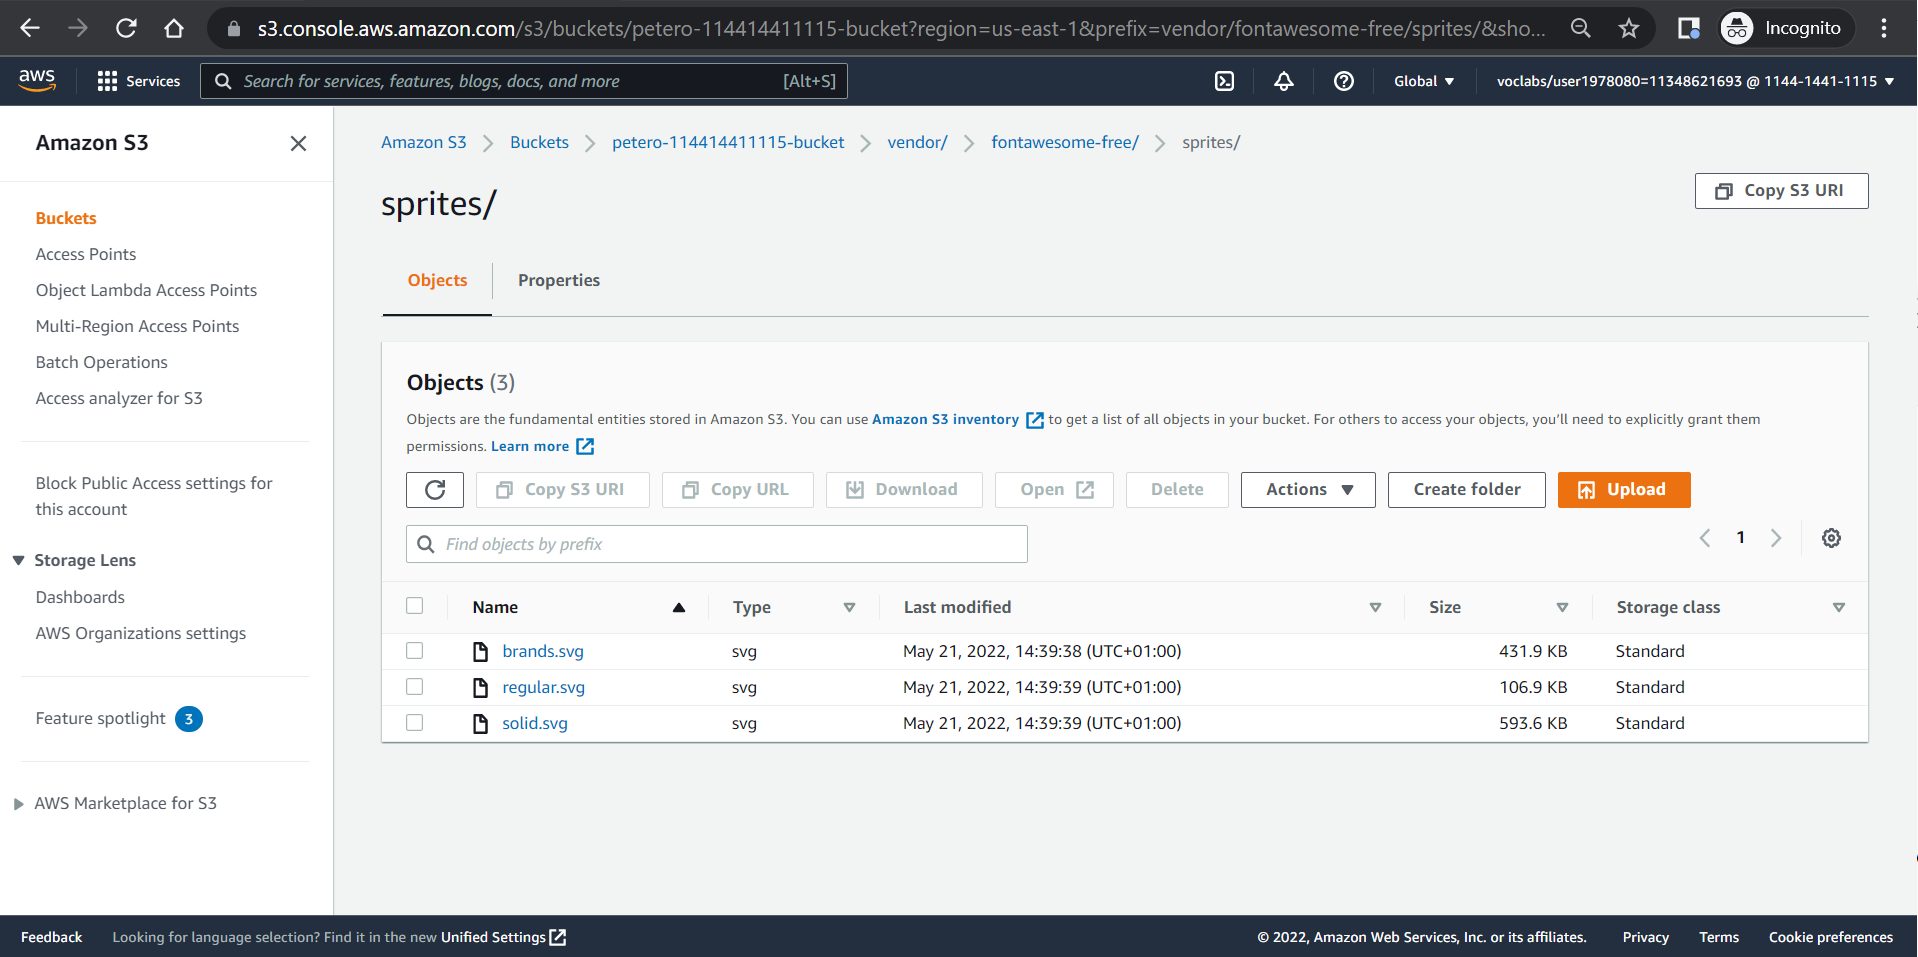 s3.console.aws.amazon.com/s3/buckets/petero-114414411115-bucket?region=us-east-1&prefix=vendor/fontawesome-free/sprites/&sho...
Incognito
aws
Services
Search for services, features, blogs, docs, and more [Alt+S]
Global
voclabs/user1978080=11348621693 @ 1144-1441-1115
Amazon S3
Buckets
Access Points
Object Lambda Access Points
Multi-Region Access Points
Batch Operations
Access analyzer for S3
Block Public Access settings for
this account
Storage Lens
Dashboards
AWS Organizations settings
Feature spotlight 3
AWS Marketplace for S3
Amazon S3 Buckets petero-114414411115-bucket vendor/ fontawesome-free/ sprites/
sprites/
Copy S3 URI
Objects Properties
Objects (3)
Objects are the fundamental entities stored in Amazon S3. You can use Amazon S3 inventory to get a list of all objects in your bucket. For others to access your objects, you'll need to explicitly grant them
permissions. Learn more
Copy S3 URI Copy URL Download Open Delete Actions Create folder Upload
Find objects by prefix
1
Name Type Last modified Size Storage class
brands.svg svg May 21, 2022, 14:39:38 (UTC+01:00) 431.9 KB Standard
regular.svg svg May 21, 2022, 14:39:39 (UTC+01:00) 106.9 KB Standard
solid.svg svg May 21, 2022, 14:39:39 (UTC+01:00) 593.6 KB Standard
Feedback Looking for language selection? Find it in the new Unified Settings © 2022, Amazon Web Services, Inc. or its affiliates. Privacy Terms Cookie preferences